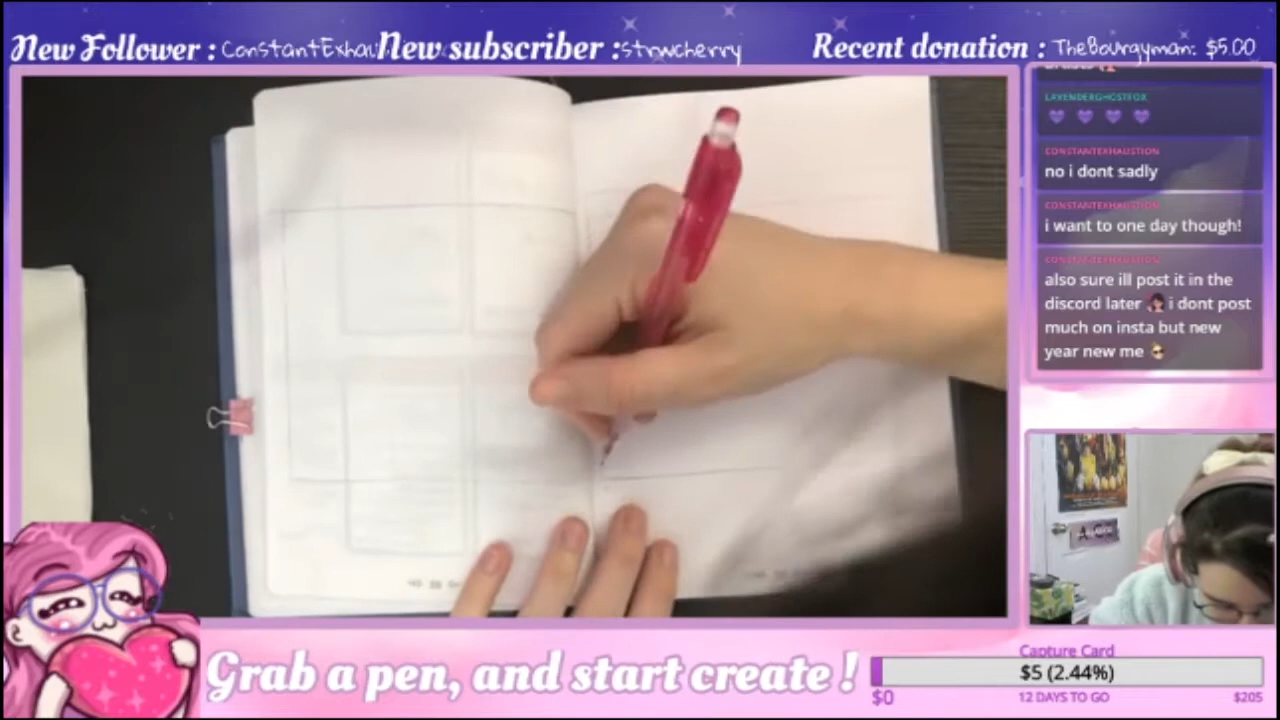 New Follower : ConstantExhau
New subscriber : strwcherry
Recent donation : TheBourgyman: $5.00
LAVENDERGHOSTFOX
CONSTANTEXHAUSTION
no i dont sadly
CONSTANTEXHAUSTION
i want to one day though!
CONSTANTEXHAUSTION
also sure ill post it in the
discord later i dont post
much on insta but new
year new me
Grab a pen, and start create !
Capture Card
$5 (2.44%)
$0
12 DAYS TO GO
$205